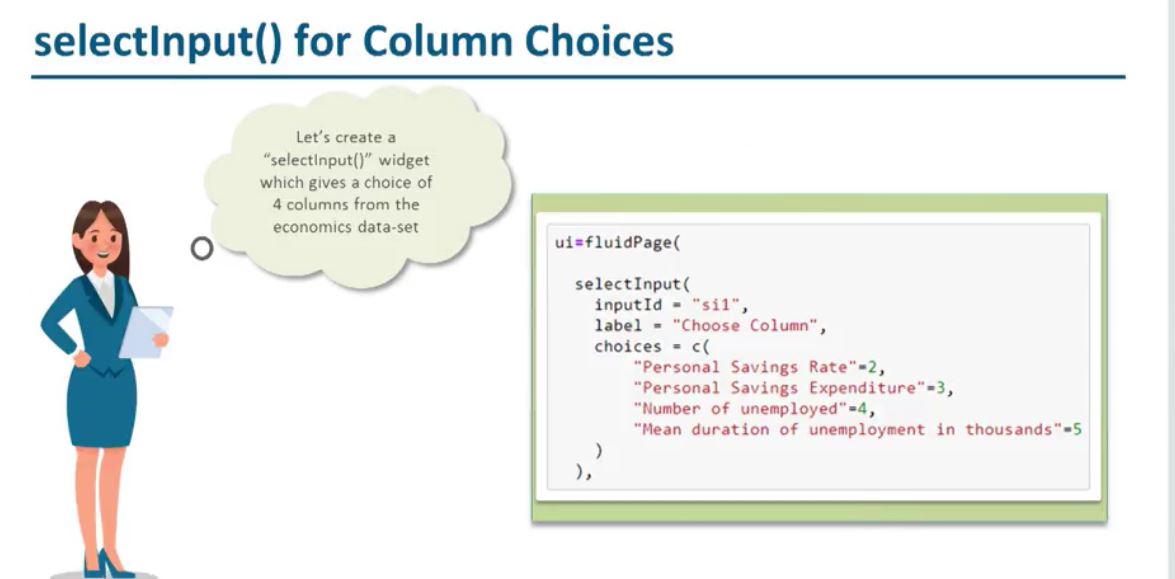 selectInput() for Column Choices
Let's create a
"selectInput()" widget
which gives a choice of
4 columns from the
economics data-set
ui=fluidPage(
selectInput(
inputId = "si1",
label = "Choose Column",
choices = c(
"Personal Savings Rate"=2,
"Personal Savings Expenditure"=3,
"Number of unemployed"=4,
"Mean duration of unemployment in thousands"=5
)
),